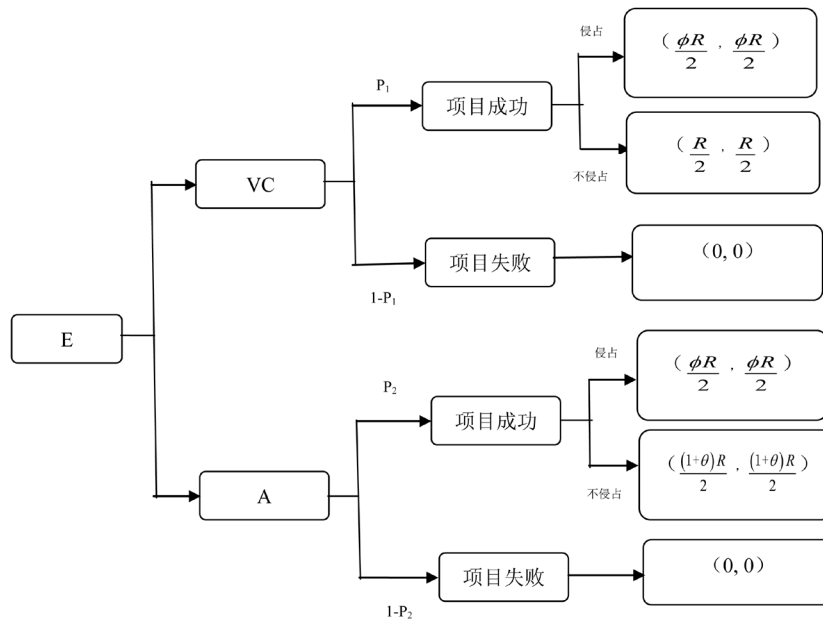 侵占
(ϕR/2, ϕR/2)
P₁
项目成功
(R/2, R/2)
不侵占
VC
项目失败
(0, 0)
1-P₁
E
侵占
(ϕR/2, ϕR/2)
P₂
项目成功
((1+θ)R/2, (1+θ)R/2)
不侵占
A
项目失败
(0, 0)
1-P₂